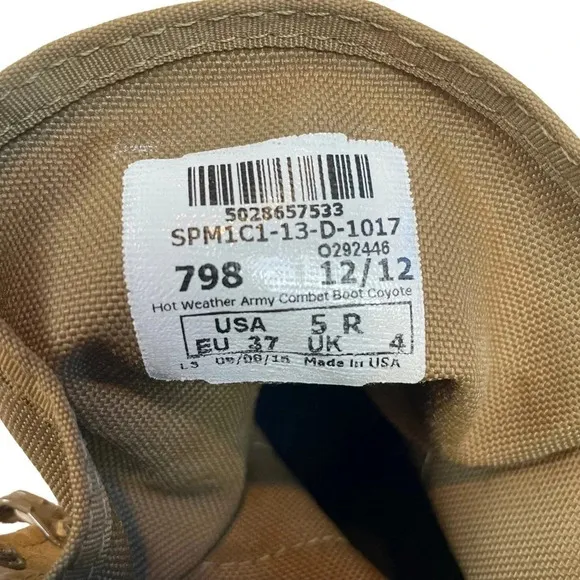 5028657533
SPM1C1-13-D-1017
O292446
798 12/12
Hot Weather Army Combat Boot Coyote
USA 5 R
EU 37 UK 4
Made In USA